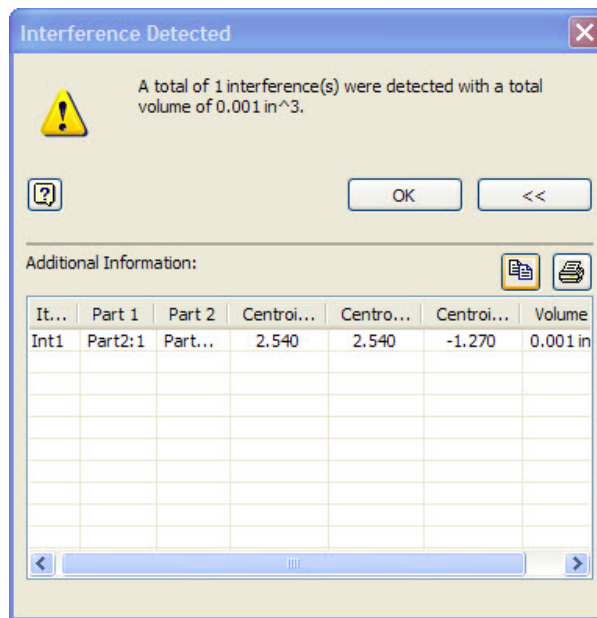 Interference Detected
A total of 1 interference(s) were detected with a total
volume of 0.001 in^3.
OK <<
Additional Information:
It... Part 1 Part 2 Centroi... Centro... Centroi... Volume
Int1 Part2:1 Part... 2.540 2.540 -1.270 0.001 in